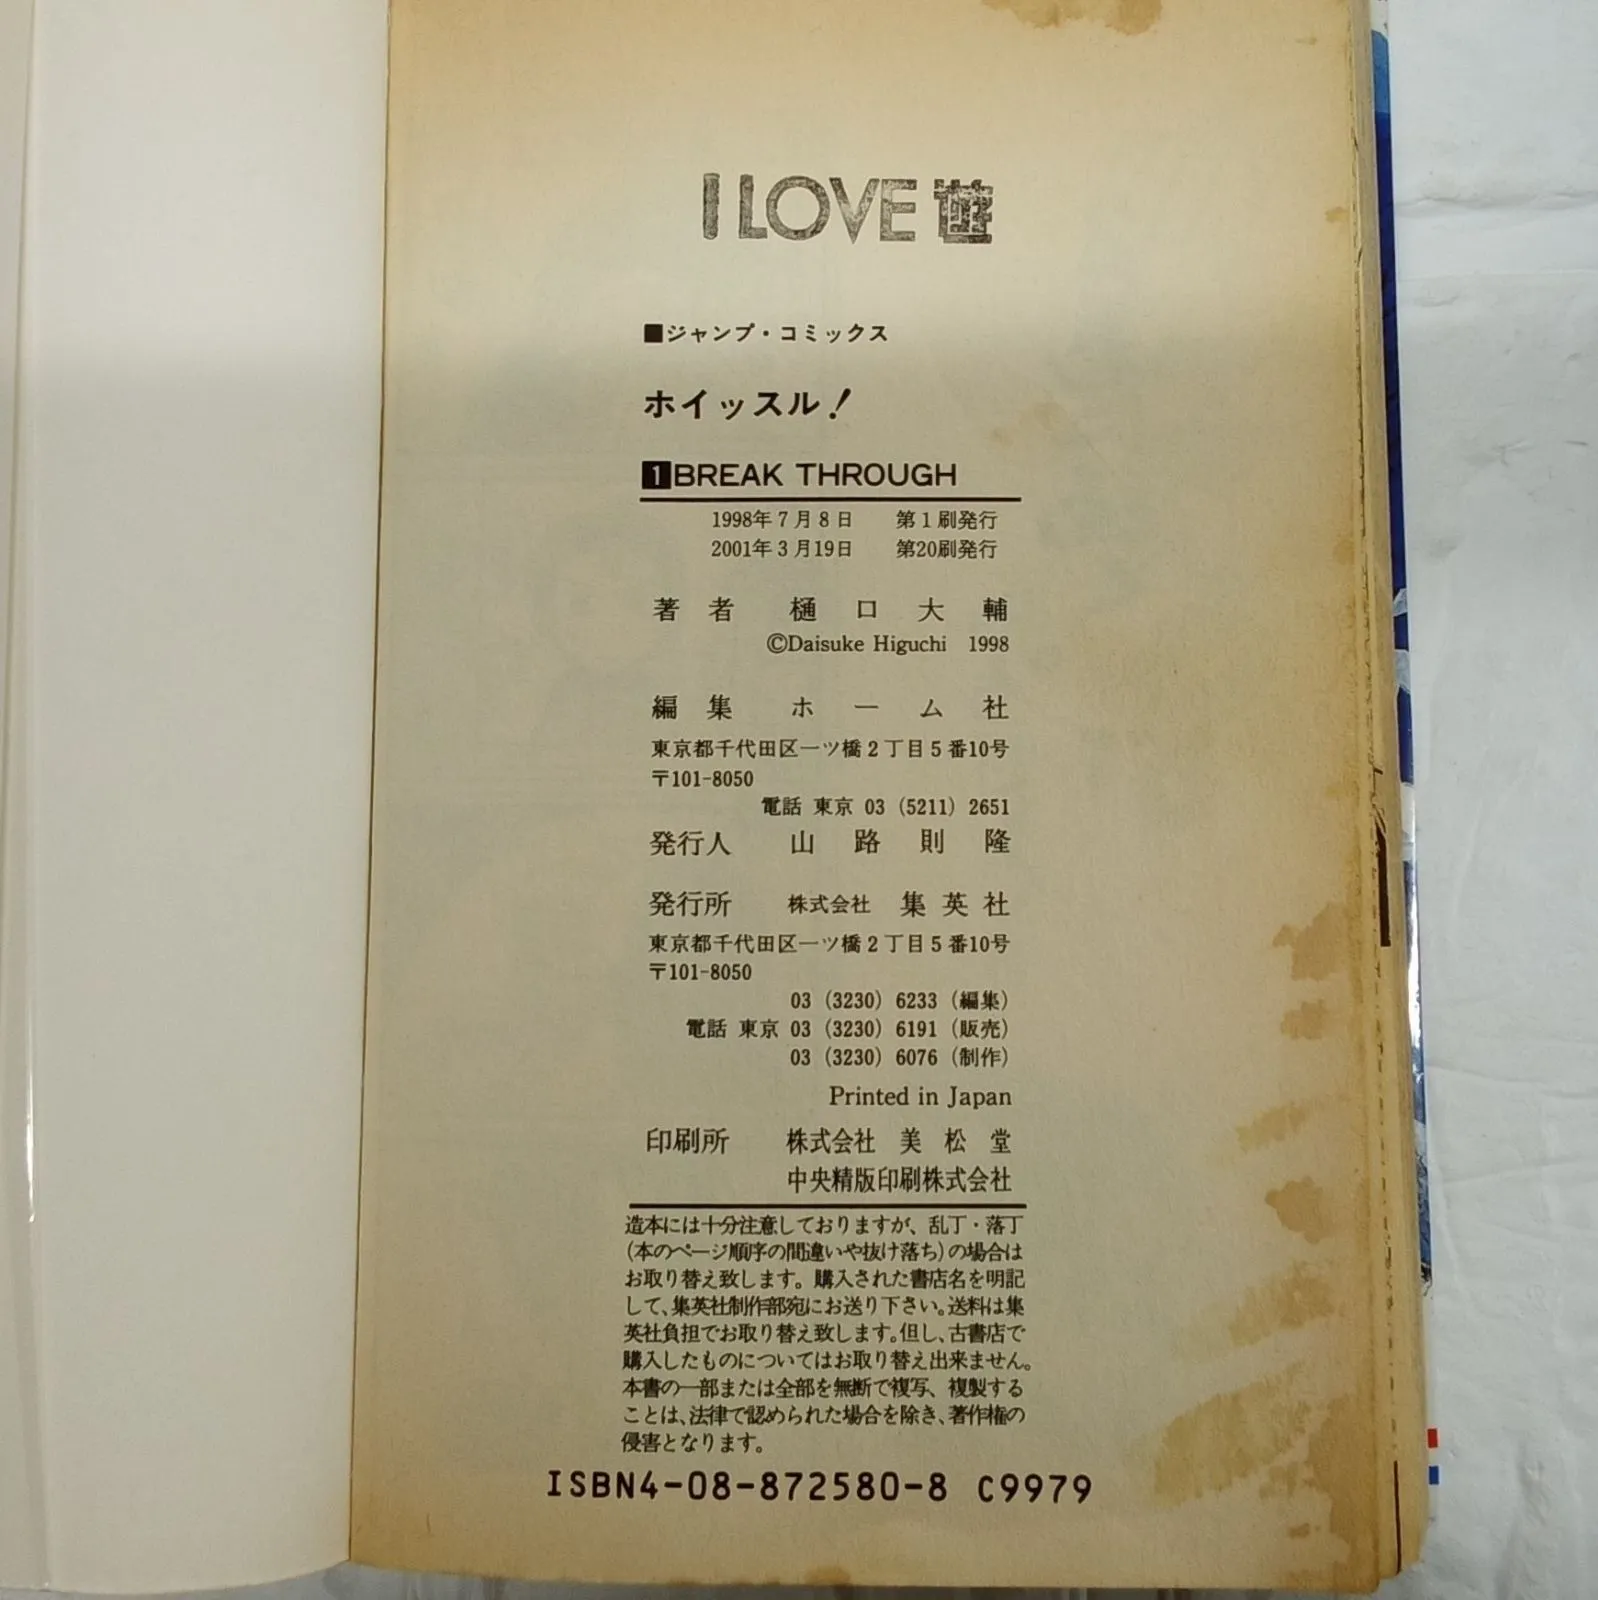 I LOVE 遊
■ジャンプ・コミックス
ホイッスル!
1 BREAK THROUGH
1998年7月8日 第1刷発行
2001年3月19日 第20刷発行
著者 樋口大輔
©Daisuke Higuchi 1998
編集 ホーム社
東京都千代田区一ツ橋2丁目5番10号
〒101-8050
電話 東京 03 (5211) 2651
発行人 山路則隆
発行所 株式会社 集英社
東京都千代田区一ツ橋2丁目5番10号
〒101-8050
03 (3230) 6233 (編集)
電話 東京 03 (3230) 6191 (販売)
03 (3230) 6076 (制作)
Printed in Japan
印刷所 株式会社 美松堂
中央精版印刷株式会社
造本には十分注意しておりますが、乱丁・落丁
(本のページ順序の間違いや抜け落ち)の場合は
お取り替え致します。購入された書店名を明記
して、集英社制作部宛にお送り下さい。送料は集
英社負担でお取り替え致します。但し、古書店で
購入したものについてはお取り替え出来ません。
本書の一部または全部を無断で複写、複製する
ことは、法律で認められた場合を除き、著作権の
侵害となります。
ISBN4-08-872580-8 C9979